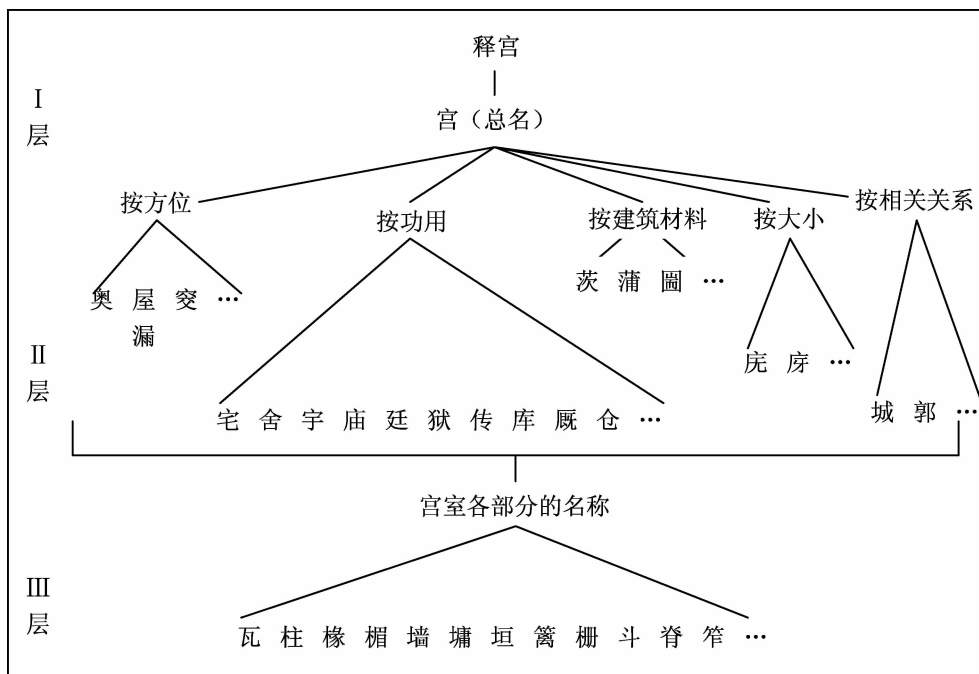 释宫
Ⅰ
层
宫（总名）
按方位
按功用
按建筑材料
按大小
按相关关系
奥 屋 突 …
漏
茨 蒲 圖 …
Ⅱ
层
庑 庌 …
宅 舍 宇 庙 廷 狱 传 库 厩 仓 …
城 郭 …
宫室各部分的名称
Ⅲ
层
瓦 柱 椽 楣 墙 墉 垣 篱 栅 斗 脊 笮 …